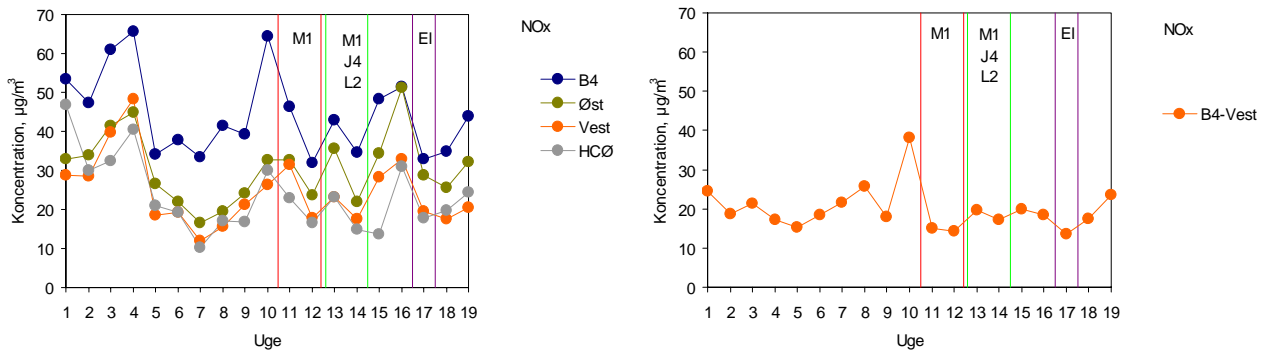 NOx
Koncentration, µg/m³
70
60
50
40
30
20
10
0
M1
M1
J4
L2
El
B4
Øst
Vest
HCØ
1 2 3 4 5 6 7 8 9 10 11 12 13 14 15 16 17 18 19
Uge
NOx
Koncentration, µg/m³
70
60
50
40
30
20
10
0
M1
M1
J4
L2
El
B4-Vest
1 2 3 4 5 6 7 8 9 10 11 12 13 14 15 16 17 18 19
Uge